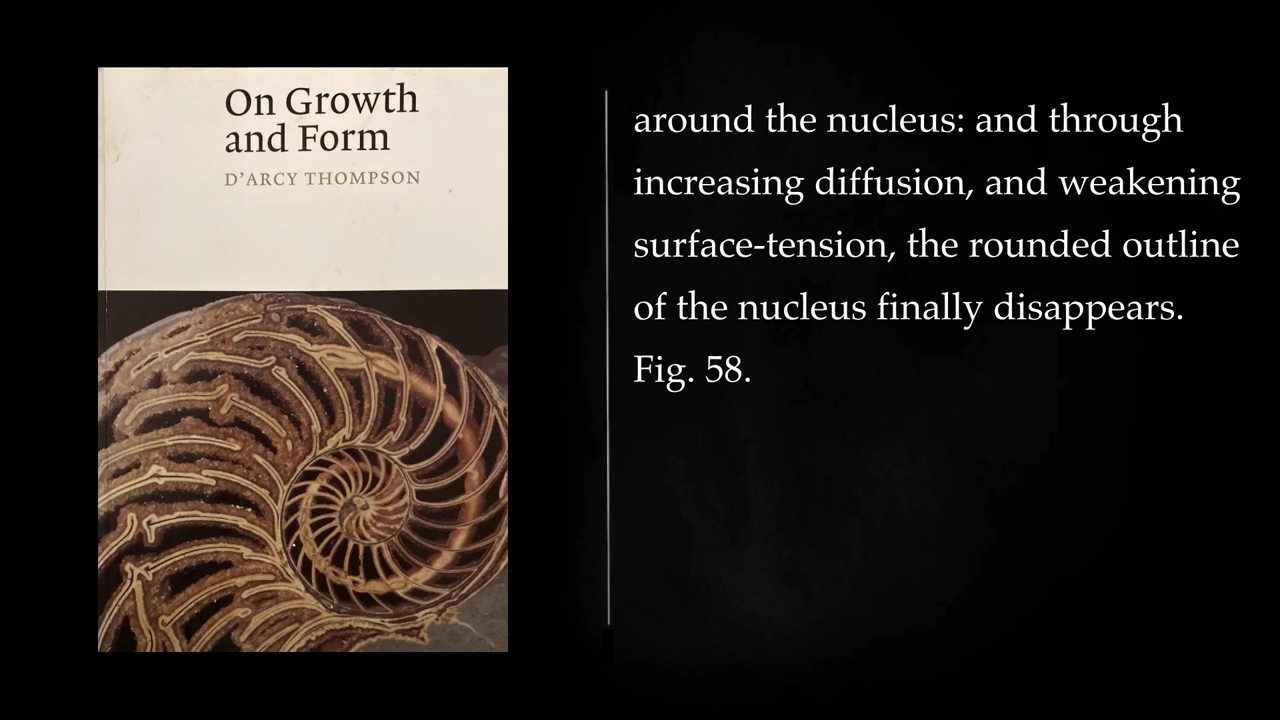 On Growth
and Form
D'ARCY THOMPSON
around the nucleus: and through
increasing diffusion, and weakening
surface-tension, the rounded outline
of the nucleus finally disappears.
Fig. 58.